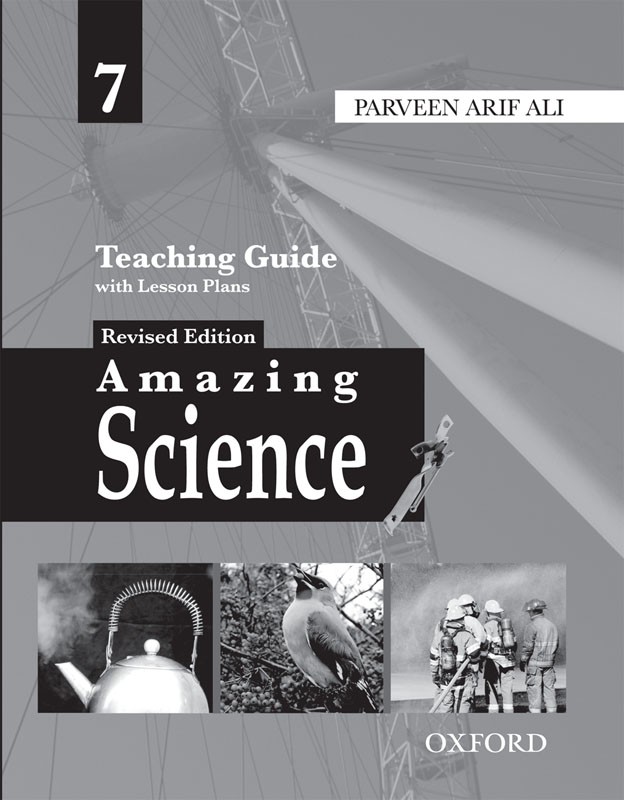 7
PARVEEN ARIF ALI
Teaching Guide
with Lesson Plans
Revised Edition
Amazing
Science
OXFORD